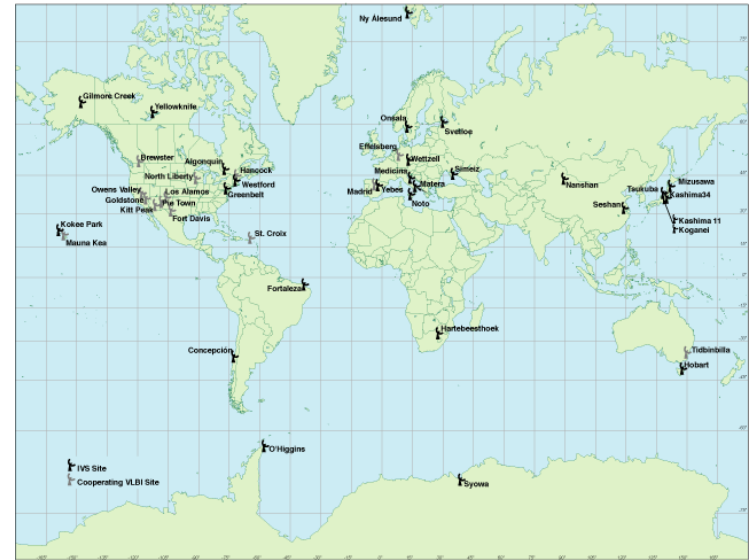 Ny Ålesund
Gilmore Creek
Yellowknife
Onsala
Svetloe
Effelsberg
Wettzell
Brewster
Algonquin
Hancock
Medicina
Simeiz
North Liberty
Westford
Nanshan
Mizusawa
Owens Valley
Los Alamos
Greenbelt
Madrid
Yebes
Matera
Tsukuba
Kashima34
Goldstone
Pie Town
Noto
Seshan
Kitt Peak
Fort Davis
Kashima 11
Kokee Park
Koganei
Mauna Kea
St. Croix
Fortaleza
Hartebeesthoek
Concepción
Tidbinbilla
Hobart
O'Higgins
IVS Site
Cooperating VLBI Site
Syowa